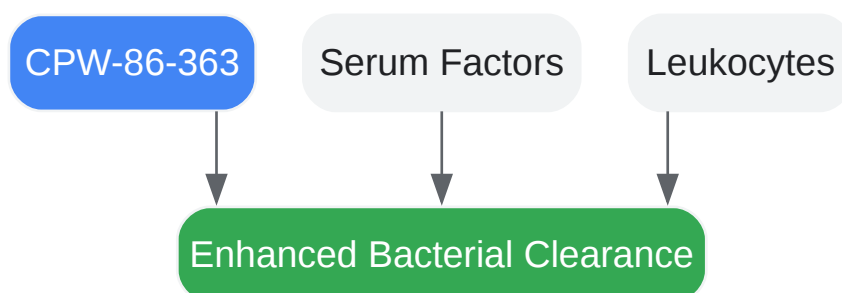 CPW-86-363
Serum Factors
Leukocytes
Enhanced Bacterial Clearance